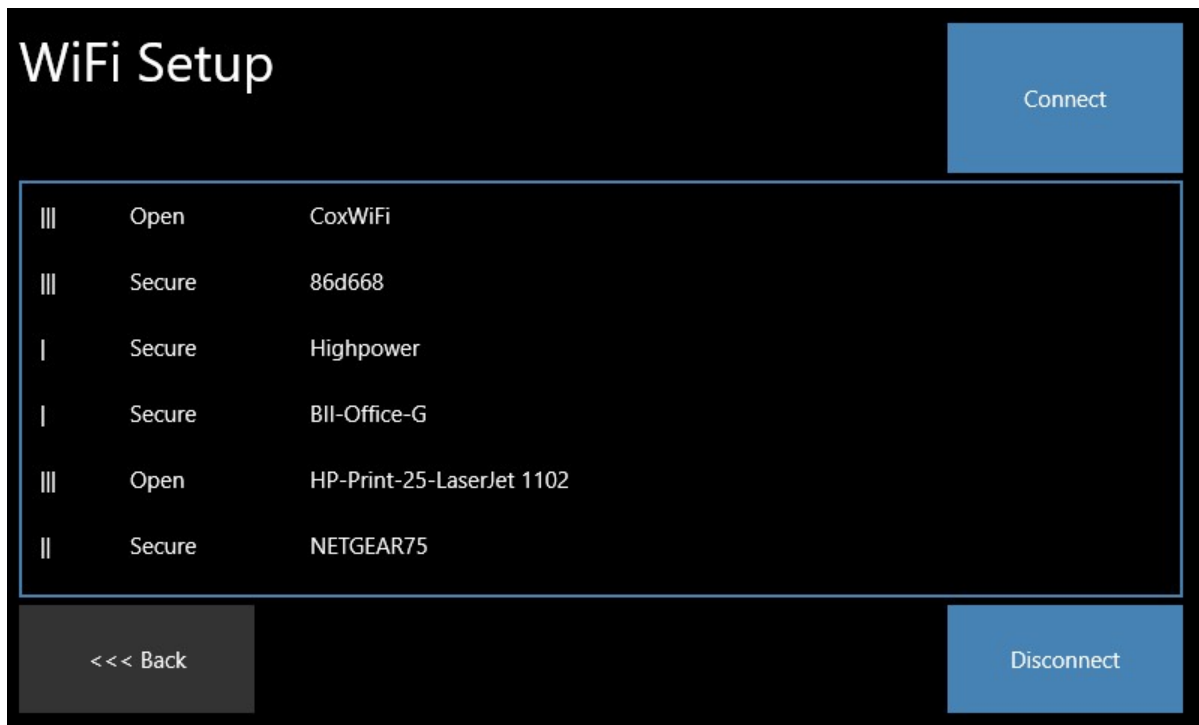 WiFi Setup
Connect
||| Open CoxWiFi
||| Secure 86d668
| Secure Highpower
| Secure BII-Office-G
||| Open HP-Print-25-LaserJet 1102
|| Secure NETGEAR75
<<< Back
Disconnect